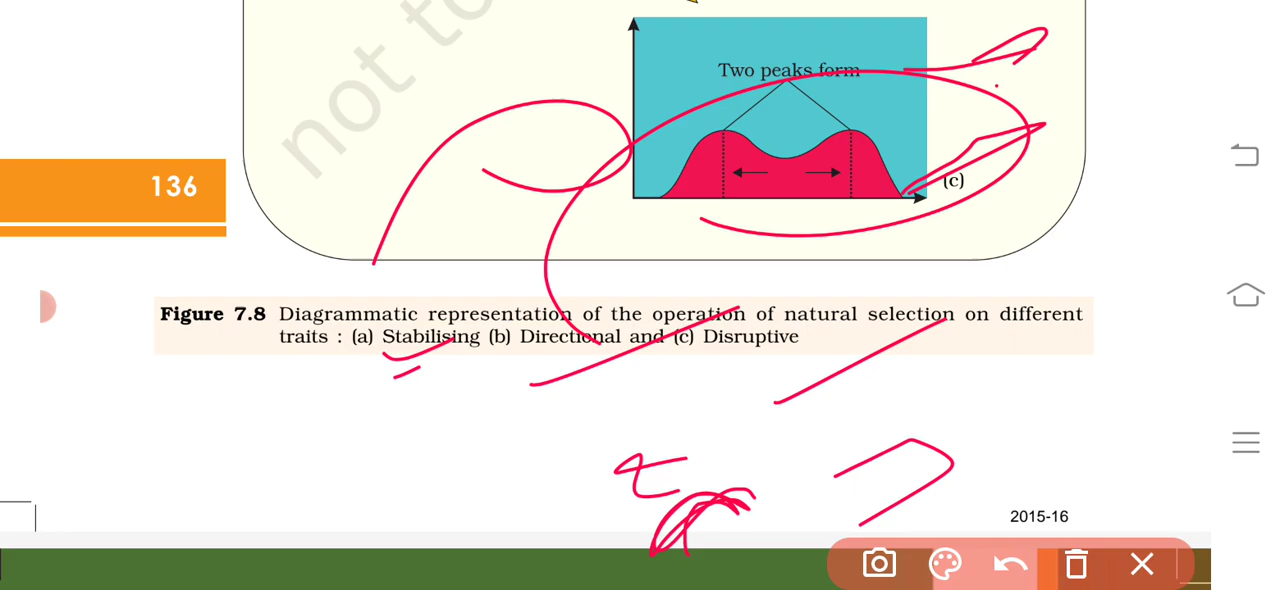 not to
Two peaks form
136
(c)
Figure 7.8 Diagrammatic representation of the operation of natural selection on different
traits : (a) Stabilising (b) Directional and (c) Disruptive
2015-16